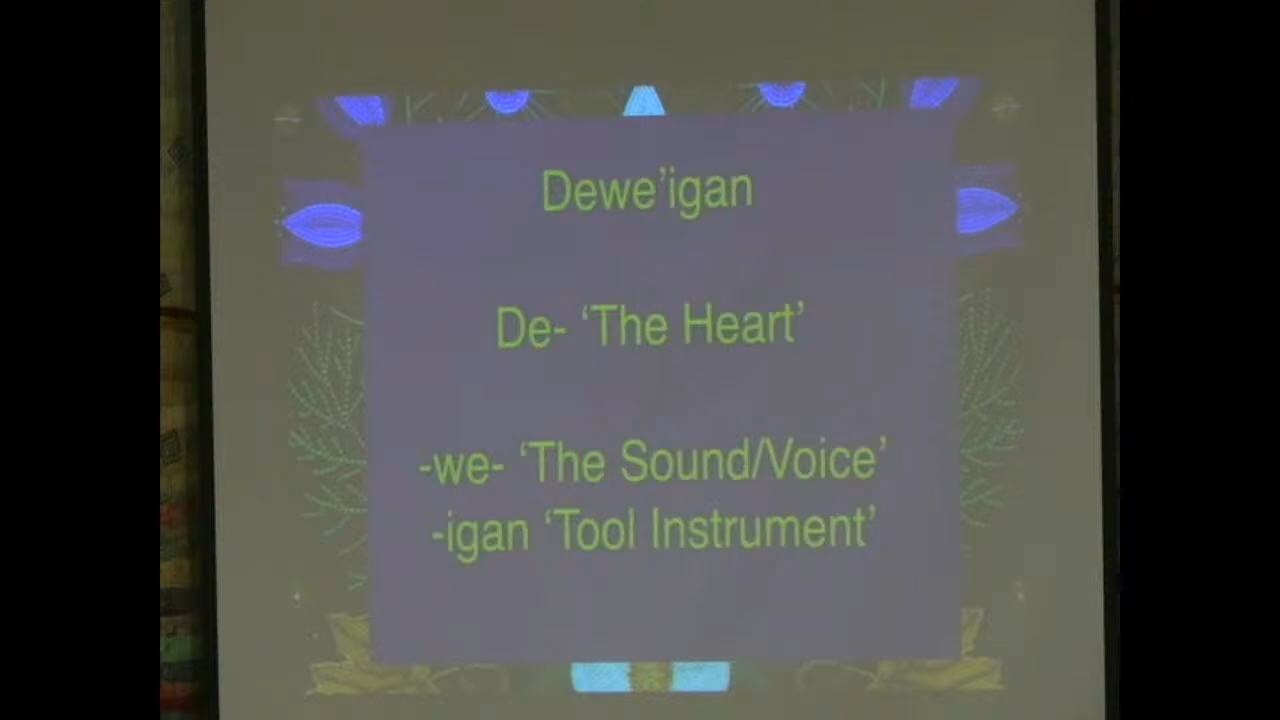 Dewe’igan
De- ‘The Heart’
-we- ‘The Sound/Voice’
-igan ‘Tool Instrument’